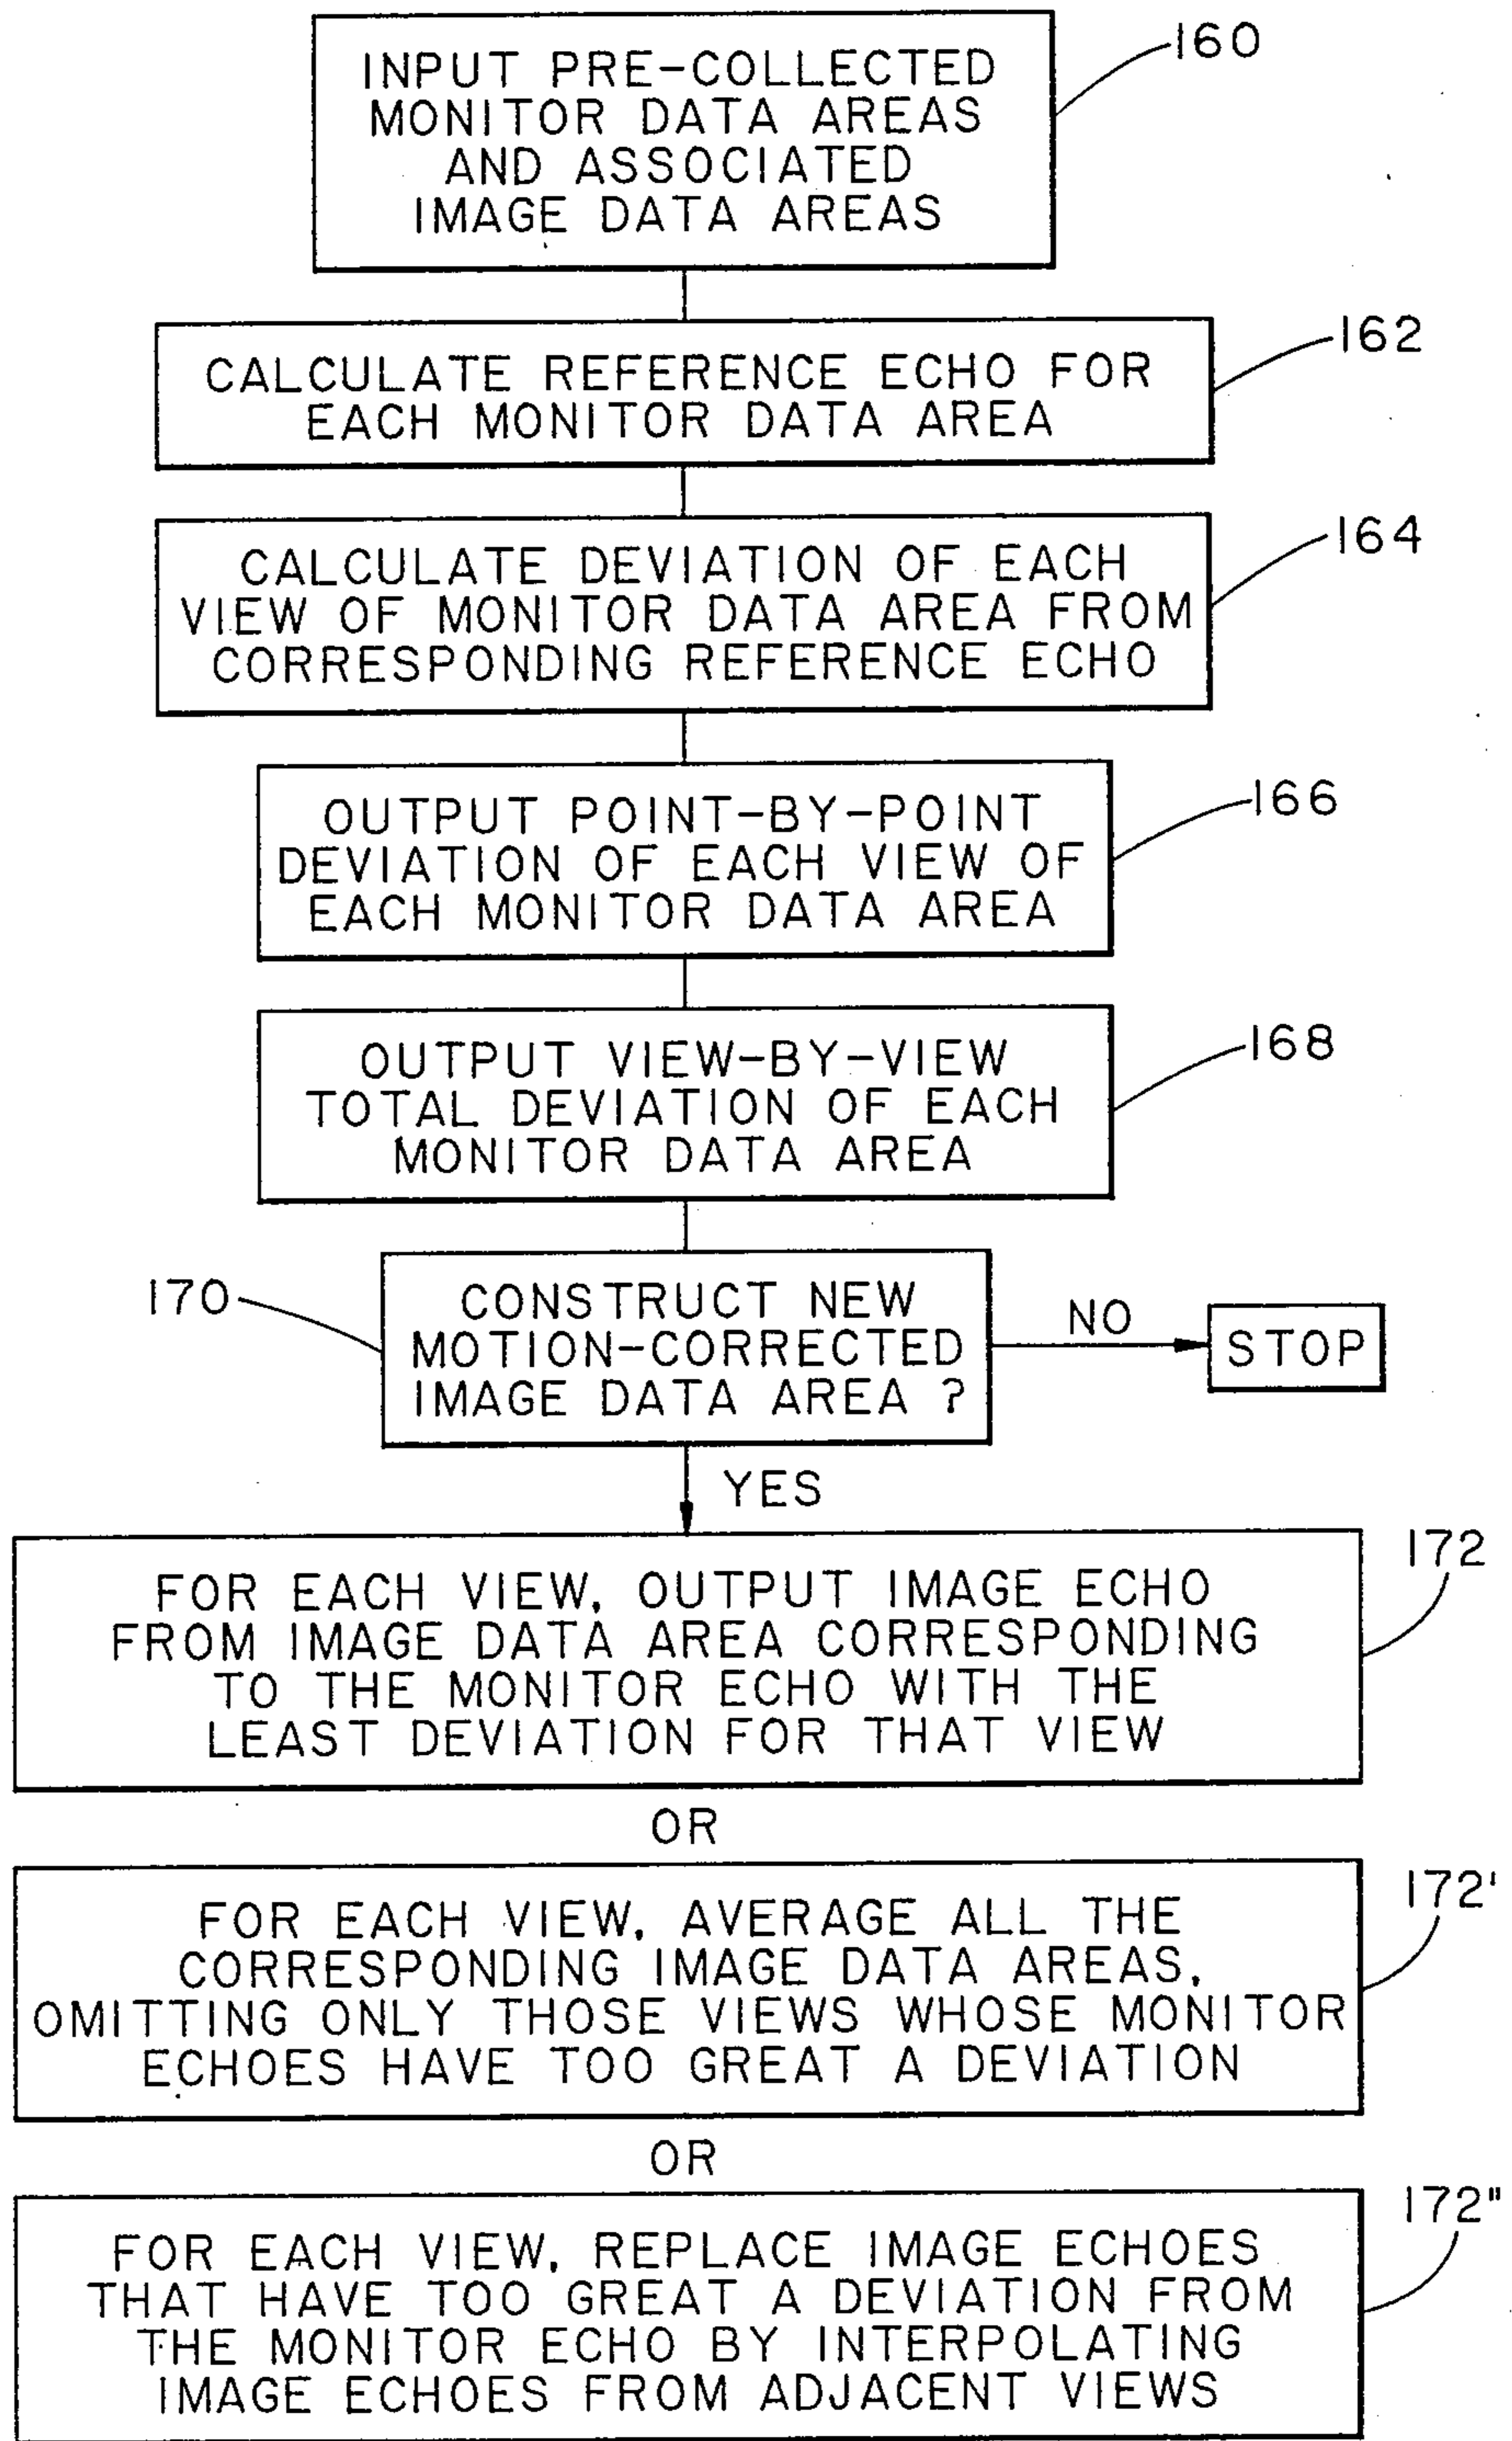 INPUT PRE-COLLECTED
MONITOR DATA AREAS
AND ASSOCIATED
IMAGE DATA AREAS
160
CALCULATE REFERENCE ECHO FOR
EACH MONITOR DATA AREA
162
CALCULATE DEVIATION OF EACH
VIEW OF MONITOR DATA AREA FROM
CORRESPONDING REFERENCE ECHO
164
OUTPUT POINT-BY-POINT
DEVIATION OF EACH VIEW OF
EACH MONITOR DATA AREA
166
OUTPUT VIEW-BY-VIEW
TOTAL DEVIATION OF EACH
MONITOR DATA AREA
168
170
CONSTRUCT NEW
MOTION-CORRECTED
IMAGE DATA AREA ?
NO
STOP
YES
FOR EACH VIEW, OUTPUT IMAGE ECHO
FROM IMAGE DATA AREA CORRESPONDING
TO THE MONITOR ECHO WITH THE
LEAST DEVIATION FOR THAT VIEW
172
OR
FOR EACH VIEW, AVERAGE ALL THE
CORRESPONDING IMAGE DATA AREAS,
OMITTING ONLY THOSE VIEWS WHOSE MONITOR
ECHOES HAVE TOO GREAT A DEVIATION
172'
OR
FOR EACH VIEW, REPLACE IMAGE ECHOES
THAT HAVE TOO GREAT A DEVIATION FROM
THE MONITOR ECHO BY INTERPOLATING
IMAGE ECHOES FROM ADJACENT VIEWS
172"